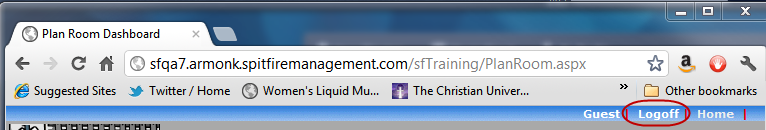 Plan Room Dashboard
sfqa7.armonk.spitfiremanagement.com/sfTraining/PlanRoom.aspx
Suggested Sites Twitter / Home Women's Liquid Mu... The Christian Univer... » Other bookmarks
Guest | Logoff | Home |